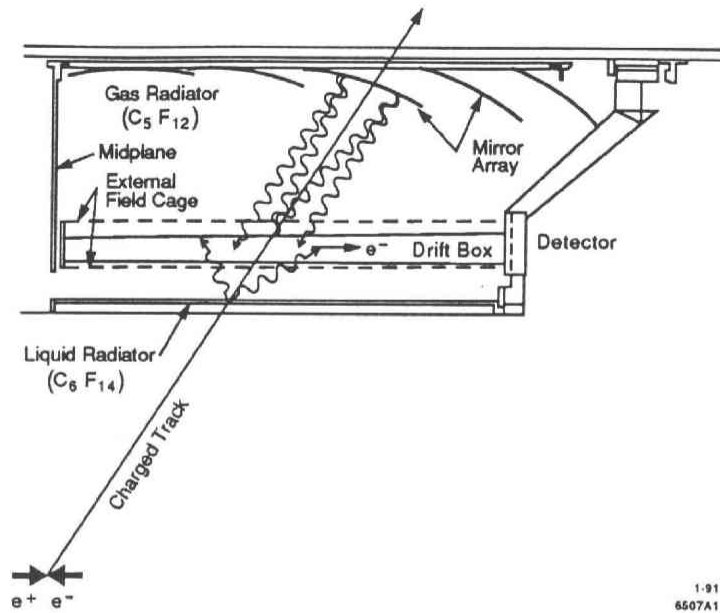 Gas Radiator
(C₅ F₁₂)
Midplane
External
Field Cage
Mirror
Array
e⁻
Drift Box
Detector
Liquid Radiator
(C₆ F₁₄)
Charged Track
e⁺ e⁻
1-91
6507A1